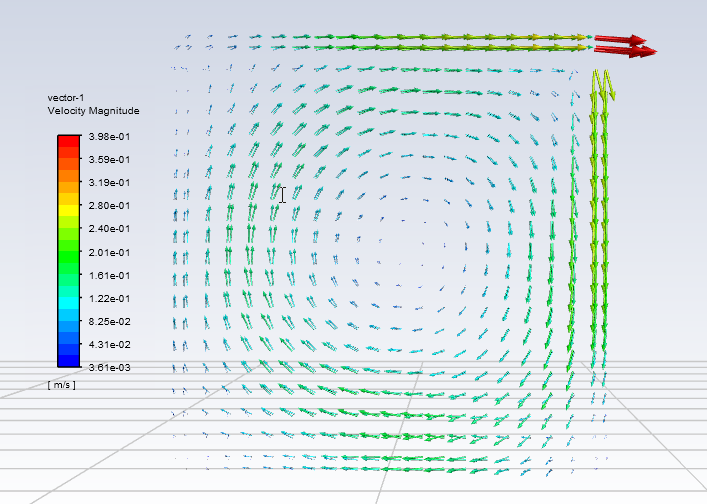 vector-1
Velocity Magnitude
3.98e-01
3.59e-01
3.19e-01
2.80e-01
2.40e-01
2.01e-01
1.61e-01
1.22e-01
8.25e-02
4.31e-02
3.61e-03
[ m/s ]